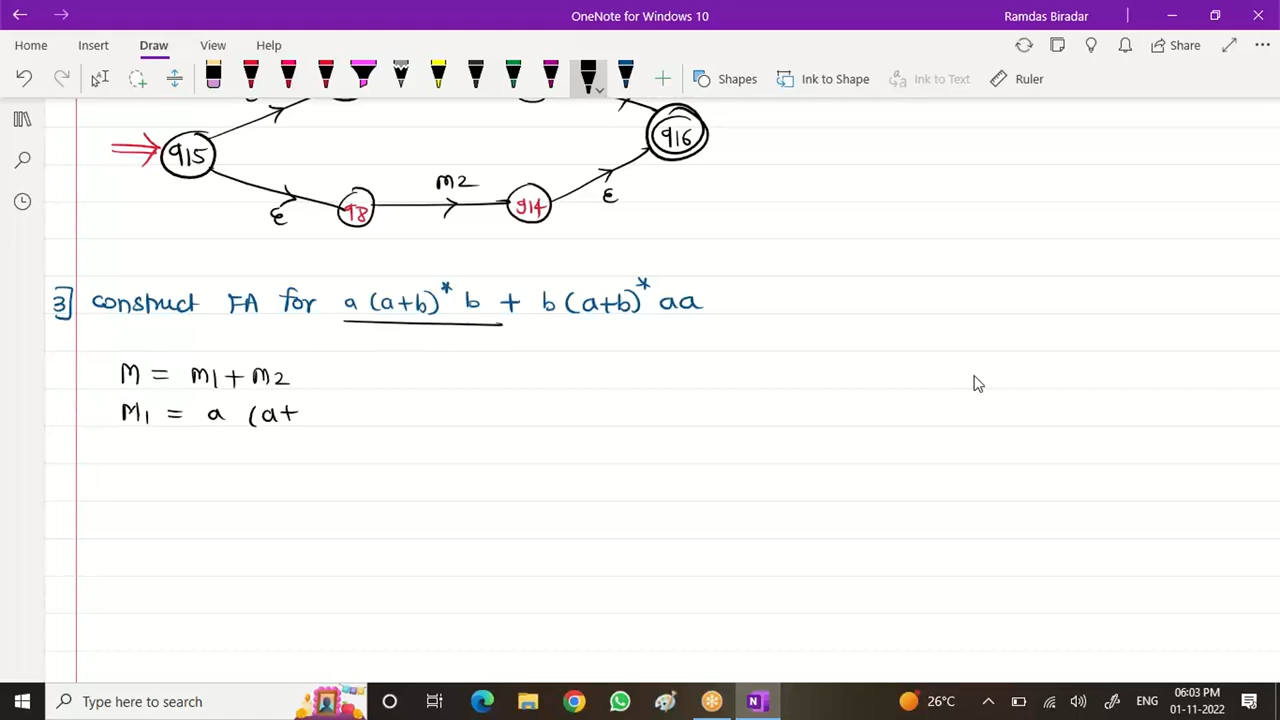 OneNote for Windows 10
Ramdas Biradar
Home Insert Draw View Help
Share
Shapes Ink to Shape Ink to Text Ruler
q15
q16
ε
m2
q8
q14
ε
3] construct FA for a (a+b)* b + b (a+b)* aa
M = m1 + m2
M1 = a (a+
Type here to search
26°C
ENG
06:03 PM
01-11-2022